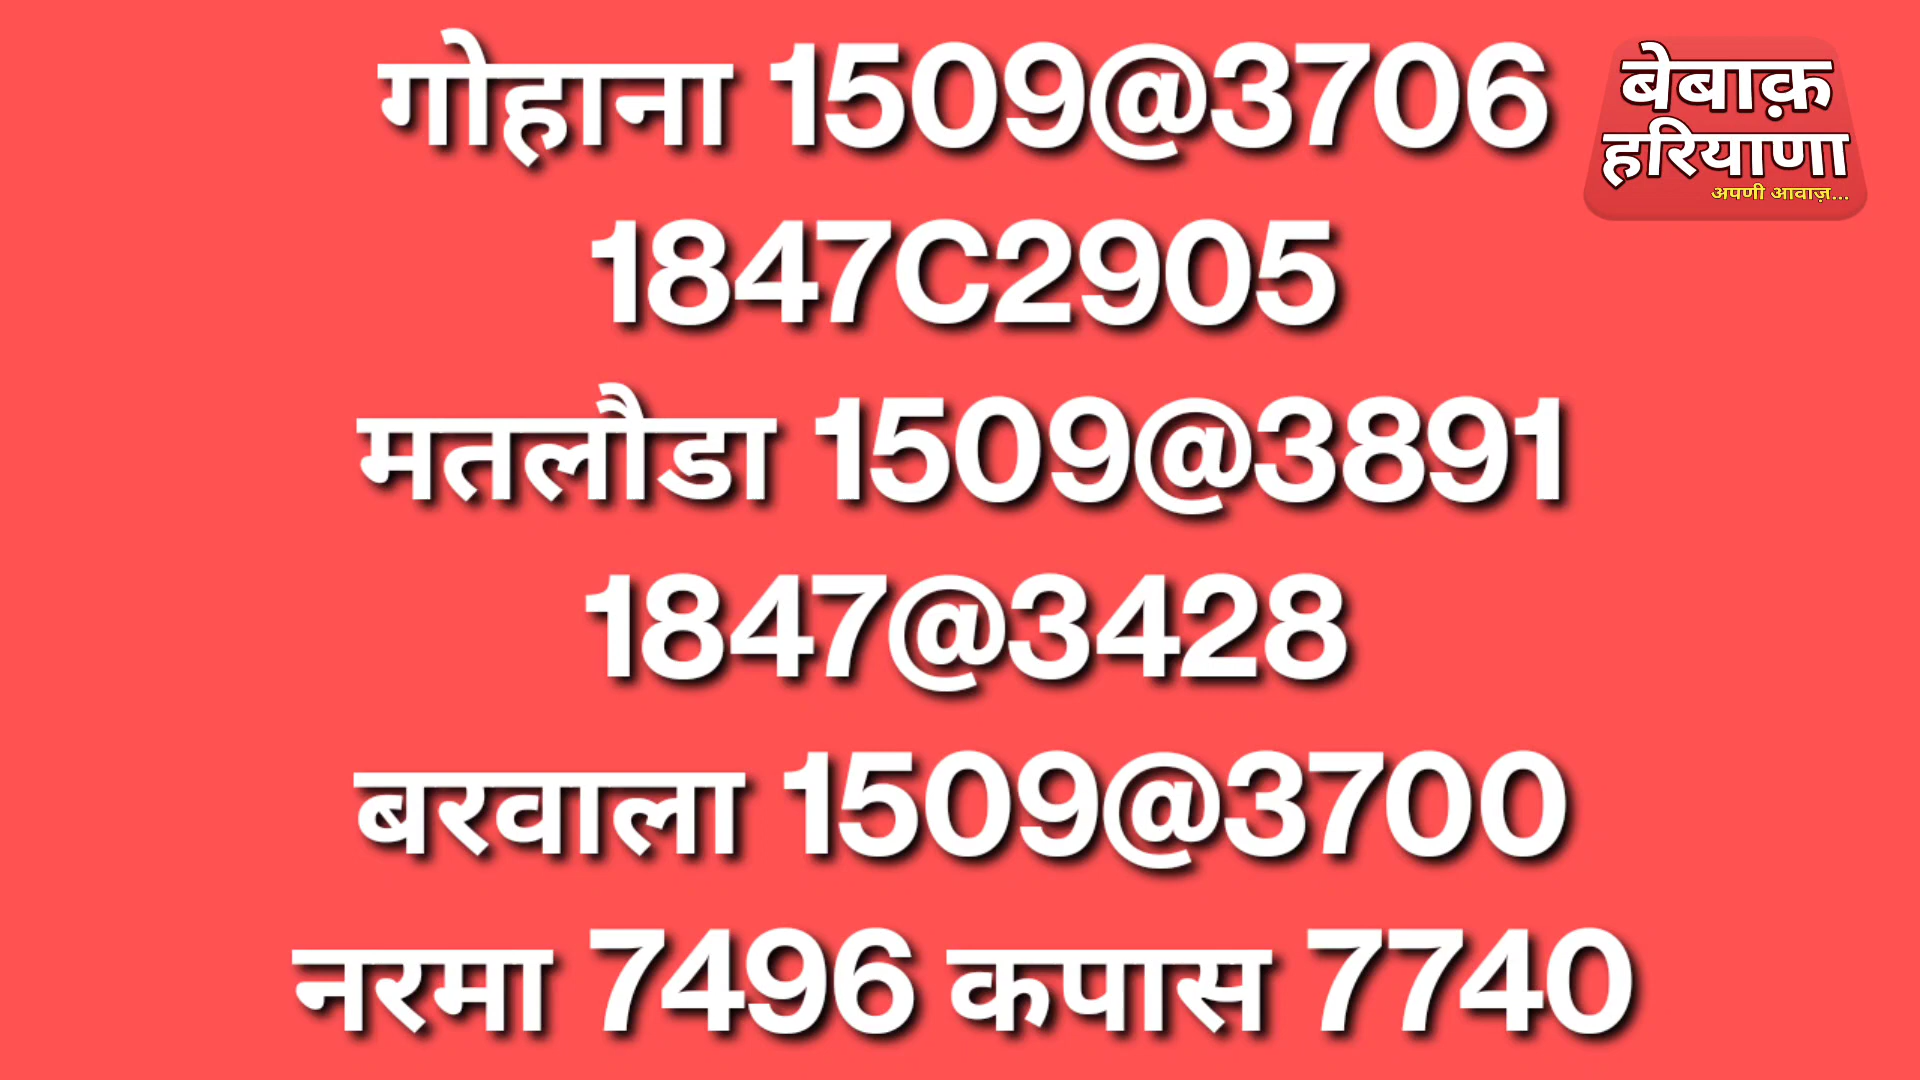 गोहाना 1509@3706
1847C2905
मतलौडा 1509@3891
1847@3428
बरवाला 1509@3700
नरमा 7496 कपास 7740
बेबाक़
हरियाणा
अपणी आवाज़...